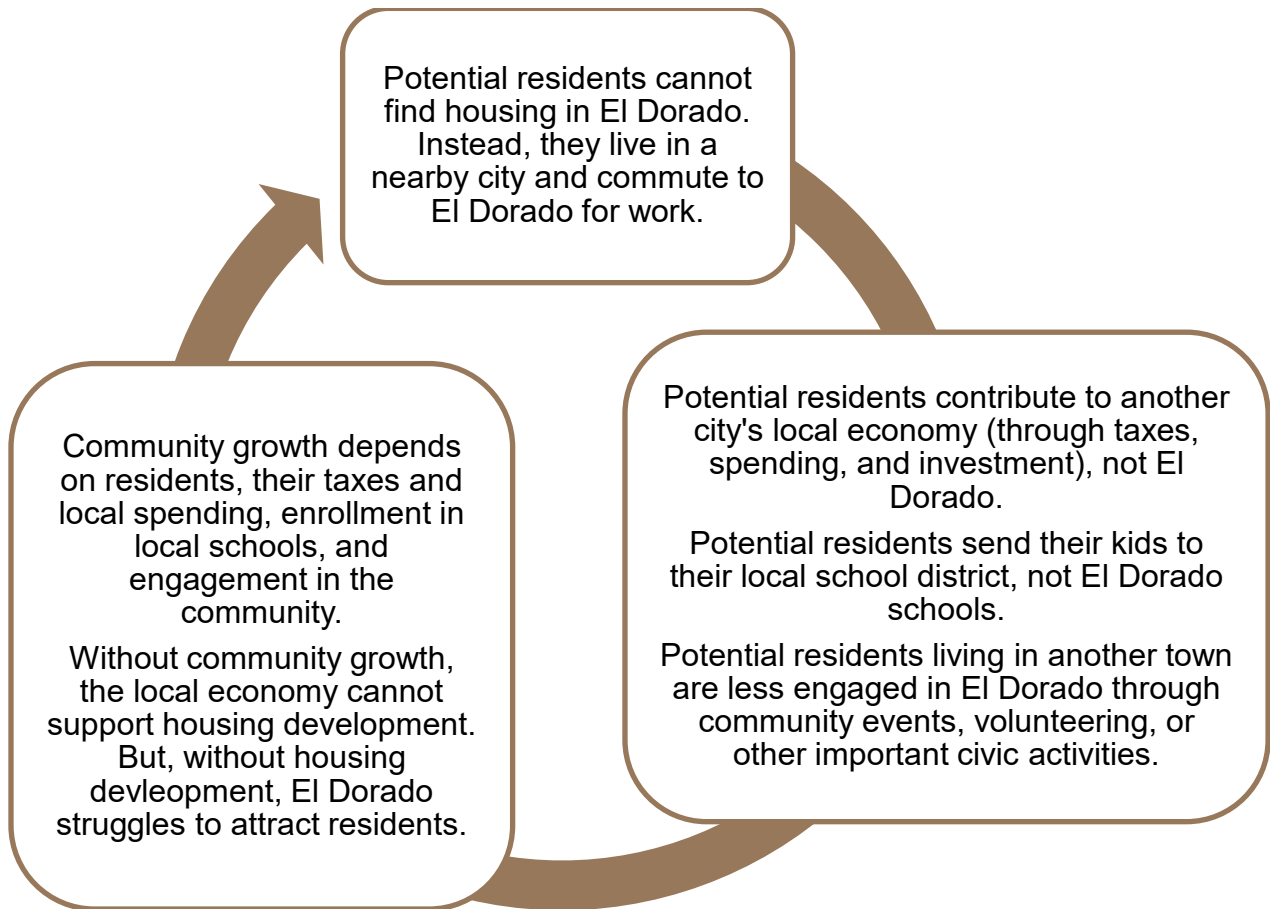 Potential residents cannot
find housing in El Dorado.
Instead, they live in a
nearby city and commute to
El Dorado for work.
Potential residents contribute to another
city's local economy (through taxes,
spending, and investment), not El
Dorado.
Potential residents send their kids to
their local school district, not El Dorado
schools.
Potential residents living in another town
are less engaged in El Dorado through
community events, volunteering, or
other important civic activities.
Community growth depends
on residents, their taxes and
local spending, enrollment in
local schools, and
engagement in the
community.
Without community growth,
the local economy cannot
support housing development.
But, without housing
devleopment, El Dorado
struggles to attract residents.